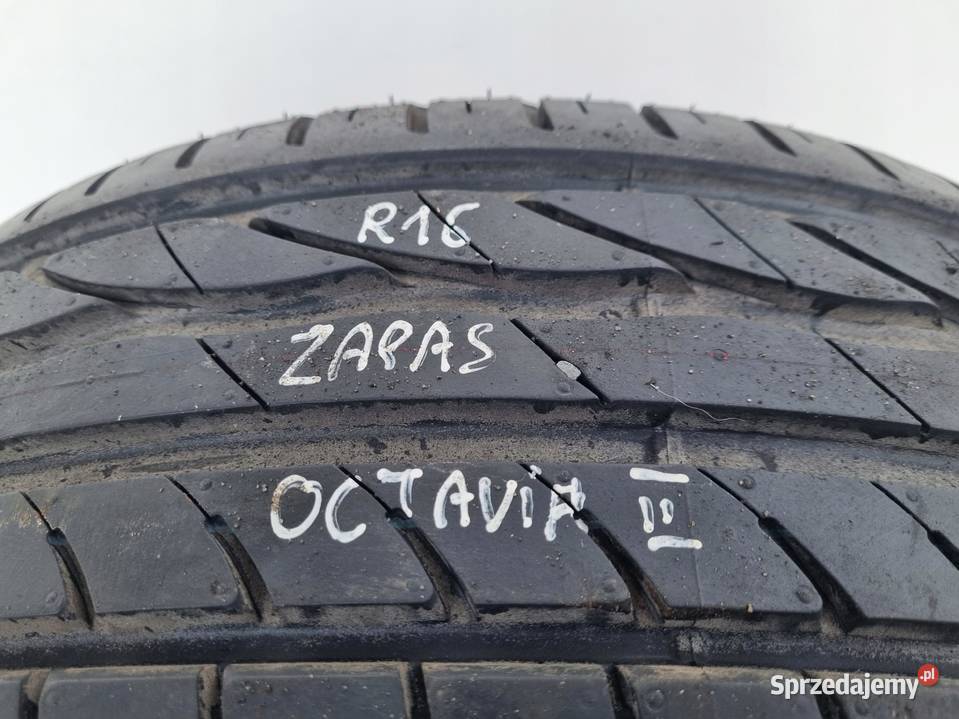 R16
ZAPAS
OCTAViA II
Sprzedajemy.pl